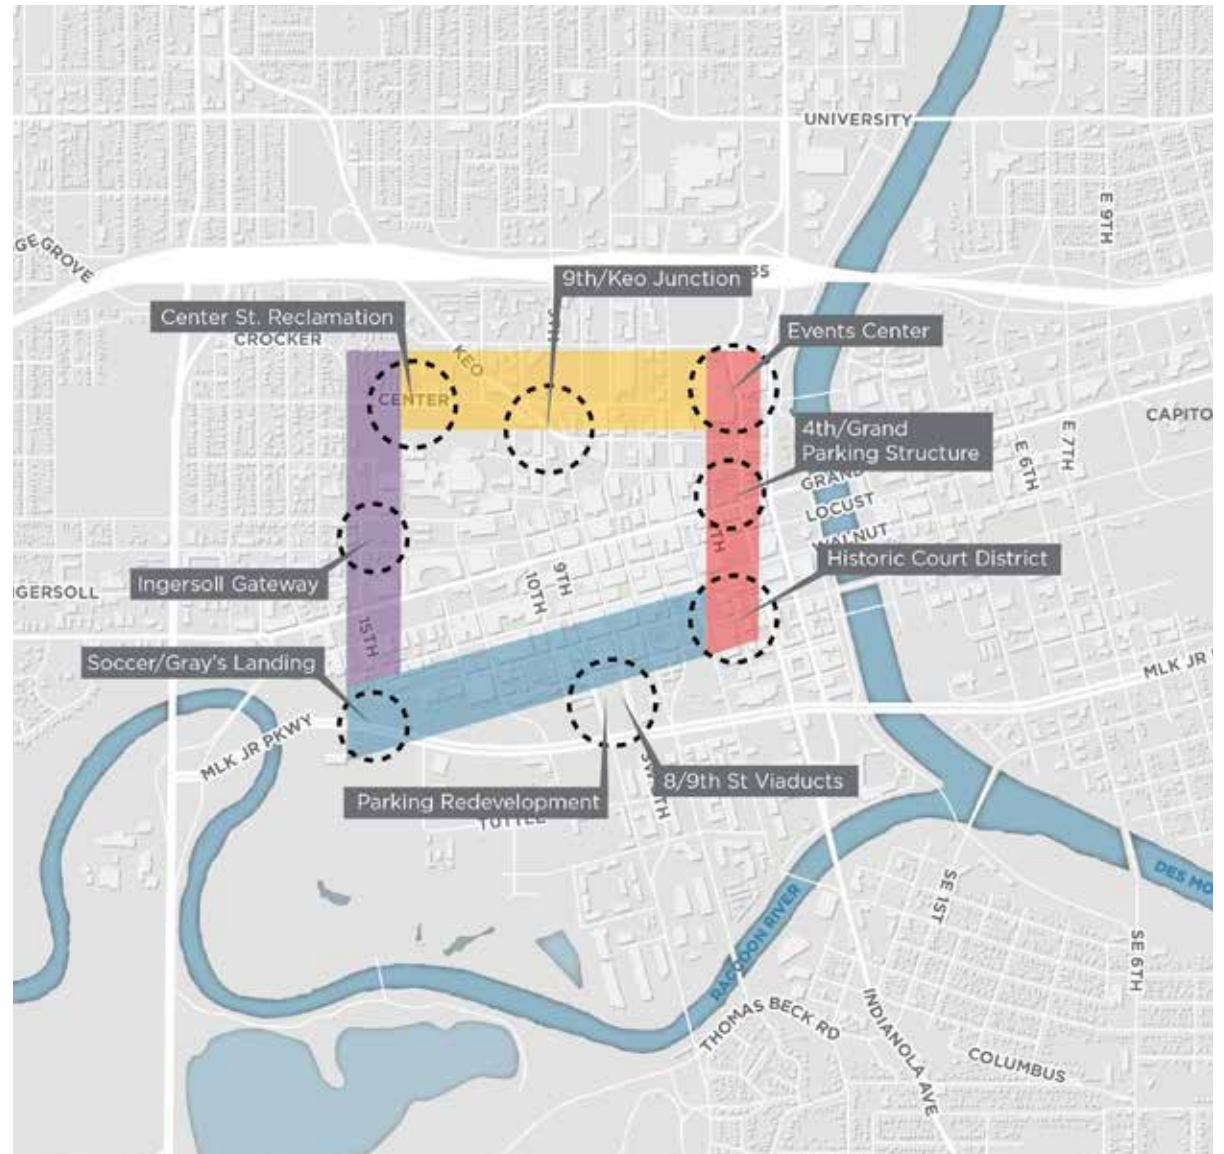 UNIVERSITY
E 9TH
GE GROVE
SS
9th/Keo Junction
Center St. Reclamation
CROCKER
Events Center
KEO
CENTER
4th/Grand
Parking Structure
CAPITO
E 7TH
E 6TH
GRAND
LOCUST
WALNUT
Historic Court District
9TH
10TH
Ingersoll Gateway
GERSOLL
15TH
Soccer/Gray's Landing
MLK JR PKWY
MLK JR
8/9th St Viaducts
Parking Redevelopment
TUTTLE
SE 1ST
DES MO
RACOOON RIVER
SE 6TH
THOMAS BECK RD
INDIANOLA AVE
COLUMBUS